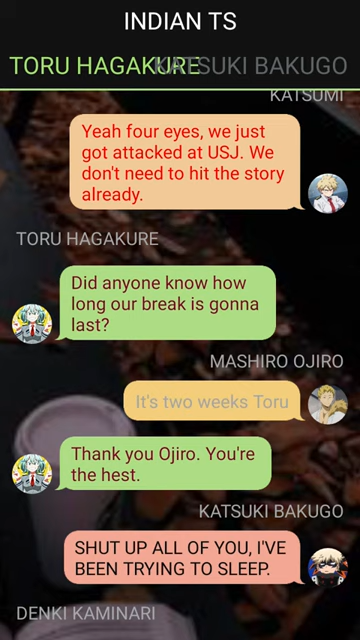 INDIAN TS
TORU HAGAKURE KATSUKI BAKUGO
KATSUMI
Yeah four eyes, we just
got attacked at USJ. We
don't need to hit the story
already.
TORU HAGAKURE
Did anyone know how
long our break is gonna
last?
MASHIRO OJIRO
It's two weeks Toru
Thank you Ojiro. You're
the hest.
KATSUKI BAKUGO
SHUT UP ALL OF YOU, I'VE
BEEN TRYING TO SLEEP.
DENKI KAMINARI